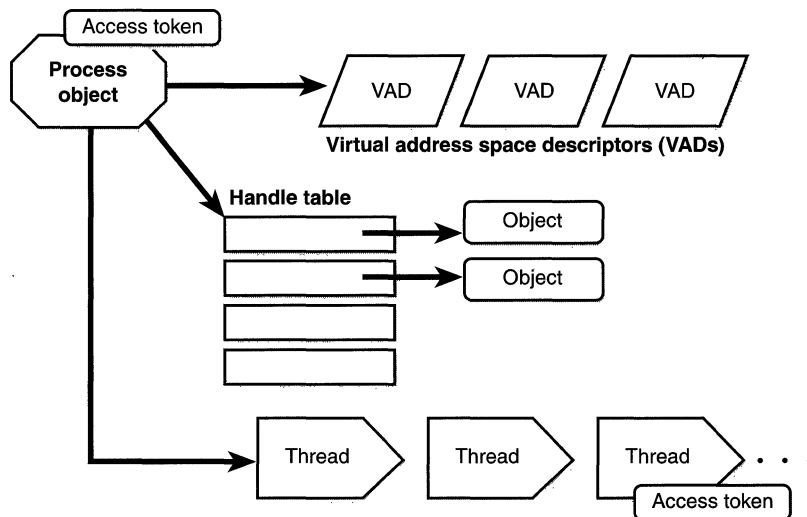 Access token
Process
object
VAD
VAD
VAD
Virtual address space descriptors (VADs)
Handle table
Object
Object
Thread
Thread
Thread
. .
Access token